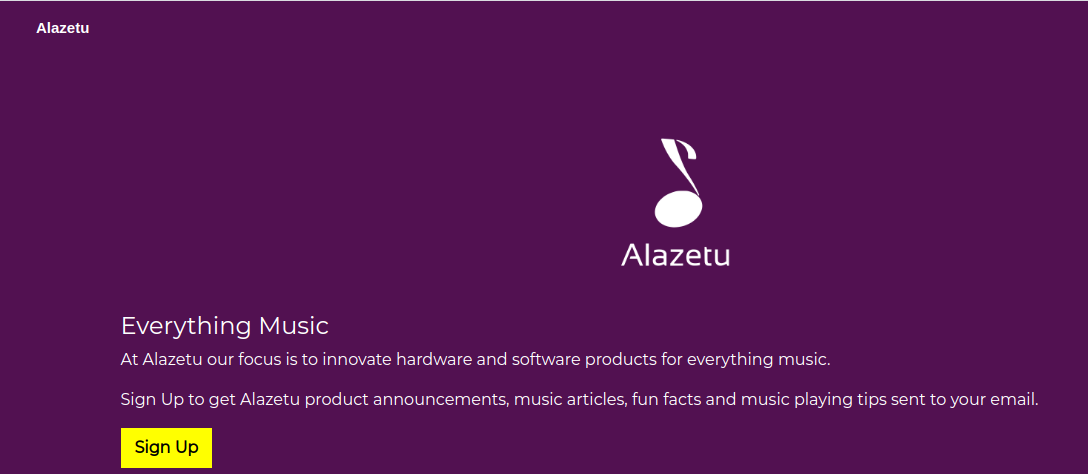 Alazetu
Alazetu
Everything Music
At Alazetu our focus is to innovate hardware and software products for everything music.
Sign Up to get Alazetu product announcements, music articles, fun facts and music playing tips sent to your email.
Sign Up